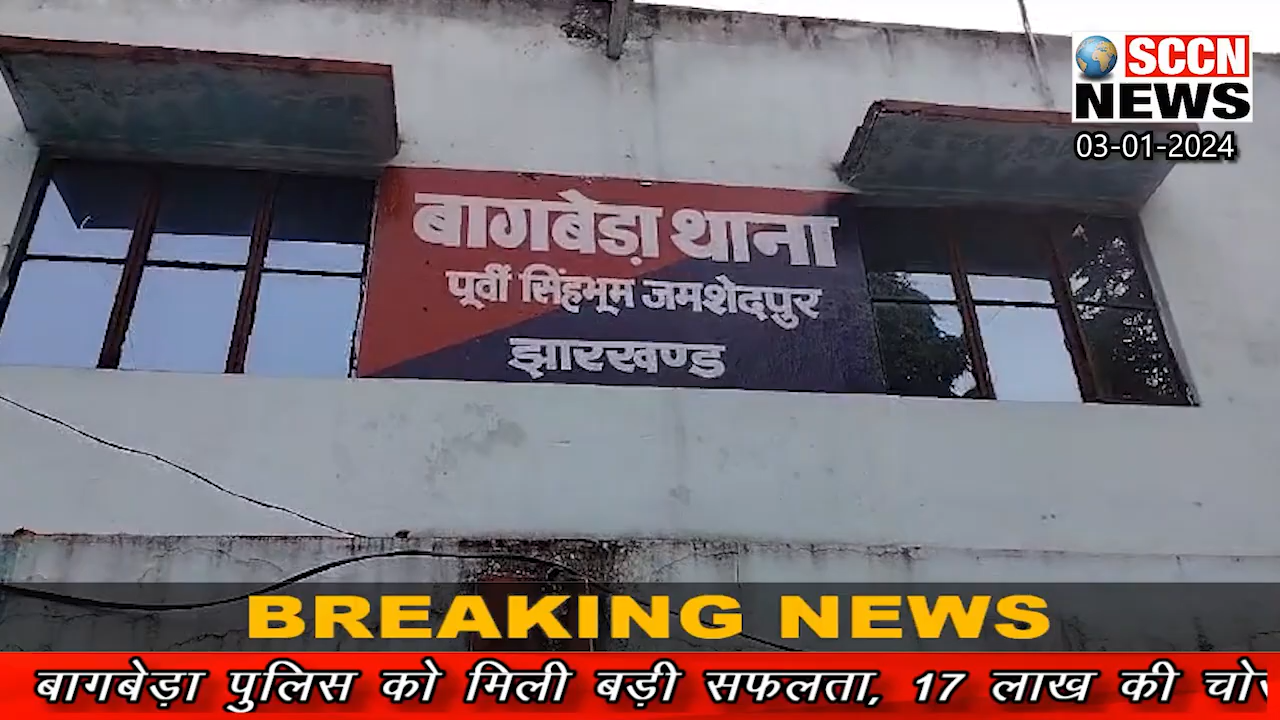 SCCN
NEWS
03-01-2024
बागबेड़ा थाना
पूर्वी सिंहभूम जमशेदपुर
झारखण्ड
BREAKING NEWS
बागबेड़ा पुलिस को मिली बड़ी सफलता, 17 लाख की